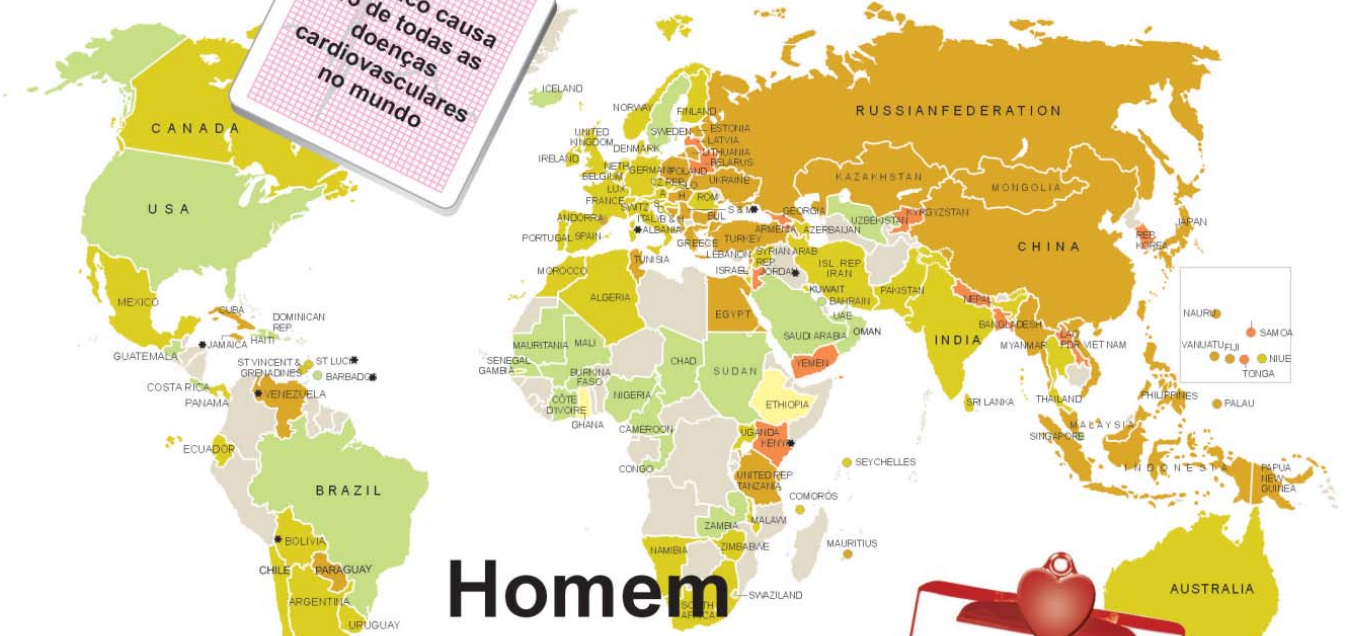 causa
de todas as
doenças
cardiovasculares
no mundo
ICELAND
NORWAY
FINLAND
SWEDEN
ESTONIA
LATVIA
LITHUANIA
BELARUS
UNITED
KINGDOM
DENMARK
IRELAND
NETH
BELGIUM
LUX
FRANCE
POLAND
CZ REP
UKRAINE
ROM
BUL
S & M
SWITZ
ITALY
B & H
ALBANIA
ANDORRA
PORTUGAL
SPAIN
GREECE
TURKEY
GEORGIA
ARMENIA
AZERBAIJAN
LEBANON
SYRIAN ARAB
REP
ISRAEL
JORDAN
RUSSIANFEDERATION
KAZAKHSTAN
MONGOLIA
UZBEKISTAN
KYRGYZSTAN
CHINA
REP
KOREA
JAPAN
CANADA
USA
MEXICO
CUBA
DOMINICAN
REP.
JAMAICA
HAITI
GUATEMALA
ST VINCENT &
GRENADINES
ST LUCIA
BARBADOS
COSTA RICA
PANAMA
VENEZUELA
ECUADOR
BRAZIL
BOLIVIA
CHILE
PARAGUAY
ARGENTINA
URUGUAY
MOROCCO
ALGERIA
TUNISIA
EGYPT
MAURITANIA
MALI
SENEGAL
GAMBIA
BURKINA
FASO
CÔTE
D'IVOIRE
GHANA
NIGERIA
CHAD
SUDAN
ETHIOPIA
CAMEROON
CONGO
UGANDA
KENYA
UNITED REP
TANZANIA
SEYCHELLES
COMOROS
ZAMBIA
MALAWI
NAMIBIA
ZIMBABWE
MAURITIUS
SWAZILAND
SOUTH
AFRICA
ISL. REP
IRAN
KUWAIT
BAHRAIN
UAE
SAUDI ARABIA
OMAN
YEMEN
PAKISTAN
NEPAL
INDIA
BANGLADESH
MYANMAR
LAO
PDR
VIET NAM
THAILAND
SRI LANKA
PHILIPPINES
MALAYSIA
SINGAPORE
INDONESIA
PAPUA
NEW
GUINEA
NAURU
SAMOA
VANUATU
FIJI
NIUE
TONGA
PALAU
AUSTRALIA
Homem